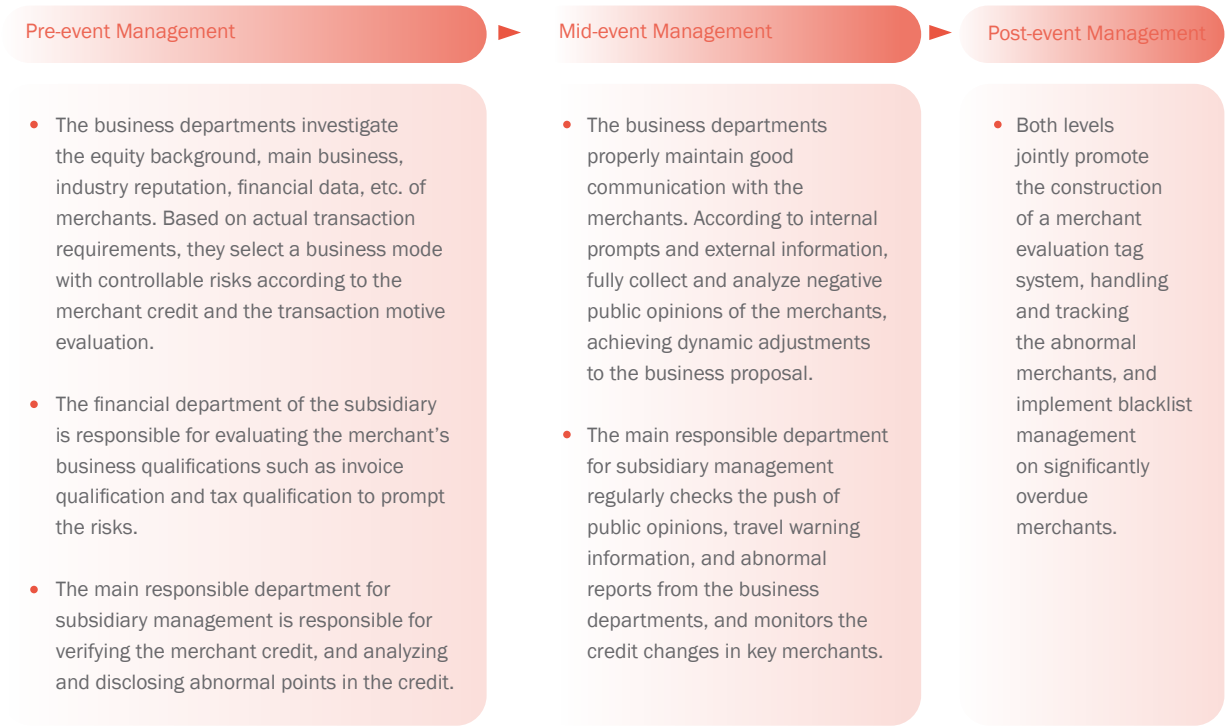 Pre-event Management
• The business departments investigate
the equity background, main business,
industry reputation, financial data, etc. of
merchants. Based on actual transaction
requirements, they select a business mode
with controllable risks according to the
merchant credit and the transaction motive
evaluation.
• The financial department of the subsidiary
is responsible for evaluating the merchant’s
business qualifications such as invoice
qualification and tax qualification to prompt
the risks.
• The main responsible department for
subsidiary management is responsible for
verifying the merchant credit, and analyzing
and disclosing abnormal points in the credit.
Mid-event Management
• The business departments
properly maintain good
communication with the
merchants. According to internal
prompts and external information,
fully collect and analyze negative
public opinions of the merchants,
achieving dynamic adjustments
to the business proposal.
• The main responsible department
for subsidiary management
regularly checks the push of
public opinions, travel warning
information, and abnormal
reports from the business
departments, and monitors the
credit changes in key merchants.
Post-event Management
• Both levels
jointly promote
the construction
of a merchant
evaluation tag
system, handling
and tracking
the abnormal
merchants, and
implement blacklist
management
on significantly
overdue
merchants.